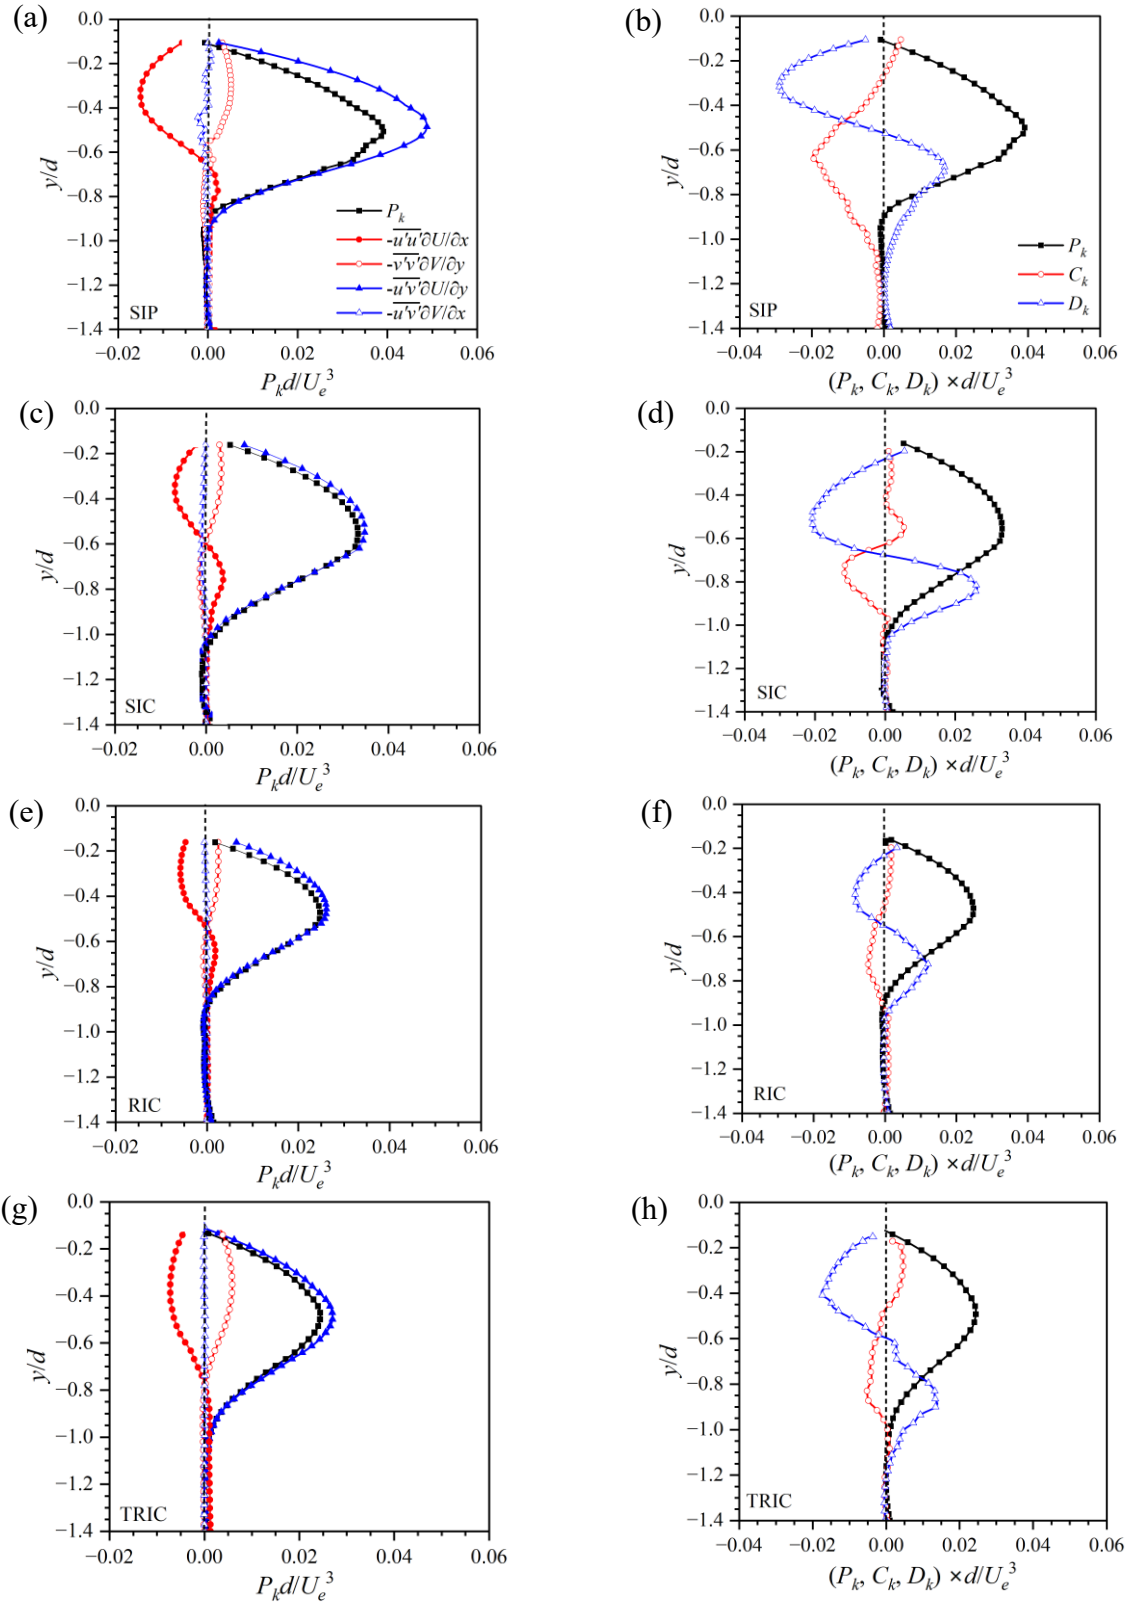 (a)
0.0
−0.2
−0.4
−0.6
−0.8
−1.0
−1.2
−1.4
y/d
P_k
-u'u'∂U/∂x
-v'v'∂V/∂y
-u'v'∂U/∂y
-u'v'∂V/∂x
SIP
−0.02 0.00 0.02 0.04 0.06
P_k d/U_e^3
(b)
0.0
−0.2
−0.4
−0.6
−0.8
−1.0
−1.2
−1.4
y/d
P_k
C_k
D_k
SIP
−0.04 −0.02 0.00 0.02 0.04 0.06
(P_k, C_k, D_k) ×d/U_e^3
(c)
0.0
−0.2
−0.4
−0.6
−0.8
−1.0
−1.2
−1.4
y/d
SIC
−0.02 0.00 0.02 0.04 0.06
P_k d/U_e^3
(d)
0.0
−0.2
−0.4
−0.6
−0.8
−1.0
−1.2
−1.4
y/d
SIC
−0.04 −0.02 0.00 0.02 0.04 0.06
(P_k, C_k, D_k) ×d/U_e^3
(e)
0.0
−0.2
−0.4
−0.6
−0.8
−1.0
−1.2
−1.4
y/d
RIC
−0.02 0.00 0.02 0.04 0.06
P_k d/U_e^3
(f)
0.0
−0.2
−0.4
−0.6
−0.8
−1.0
−1.2
−1.4
y/d
RIC
−0.04 −0.02 0.00 0.02 0.04 0.06
(P_k, C_k, D_k) ×d/U_e^3
(g)
0.0
−0.2
−0.4
−0.6
−0.8
−1.0
−1.2
−1.4
y/d
TRIC
−0.02 0.00 0.02 0.04 0.06
P_k d/U_e^3
(h)
0.0
−0.2
−0.4
−0.6
−0.8
−1.0
−1.2
−1.4
y/d
TRIC
−0.04 −0.02 0.00 0.02 0.04 0.06
(P_k, C_k, D_k) ×d/U_e^3